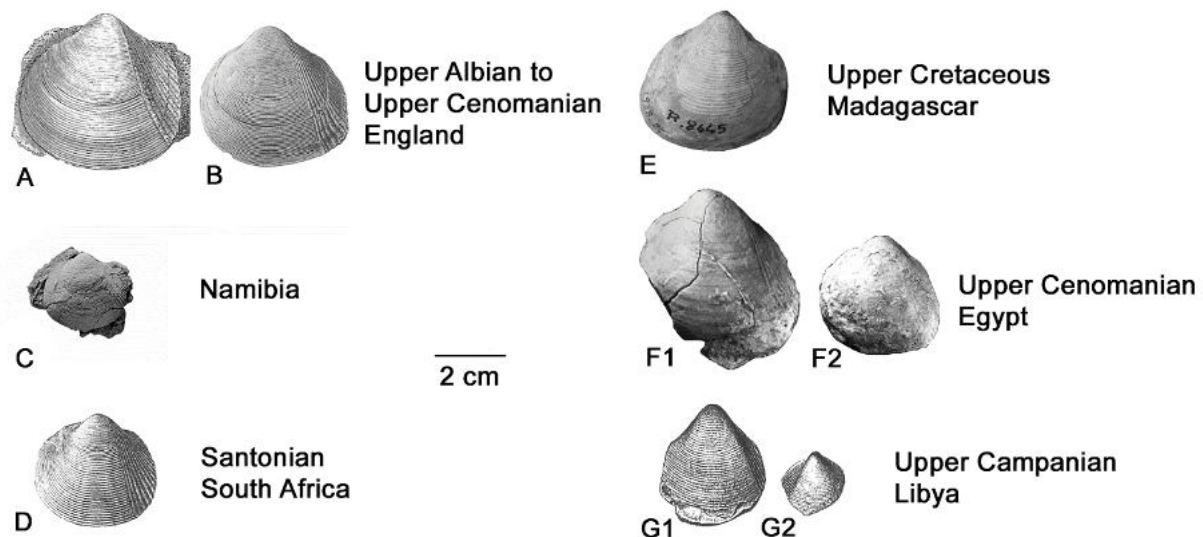 A
B
Upper Albian to
Upper Cenomanian
England
C
Namibia
D
Santonian
South Africa
2 cm
R.8645
E
Upper Cretaceous
Madagascar
F1
F2
Upper Cenomanian
Egypt
G1
G2
Upper Campanian
Libya